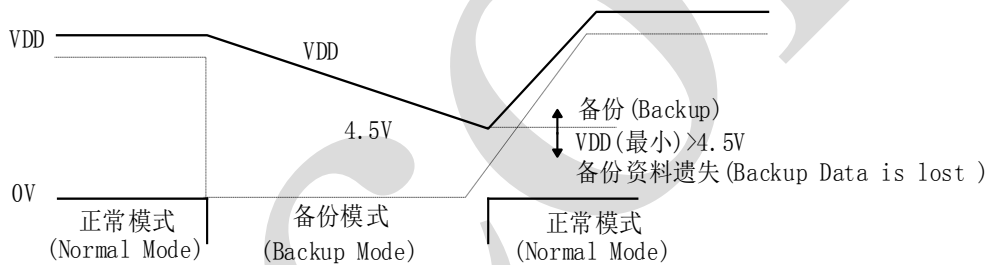 VDD
VDD
4.5V
备份(Backup)
VDD(最小)>4.5V
备份资料遗失(Backup Data is lost )
0V
正常模式
(Normal Mode)
备份模式
(Backup Mode)
正常模式
(Normal Mode)